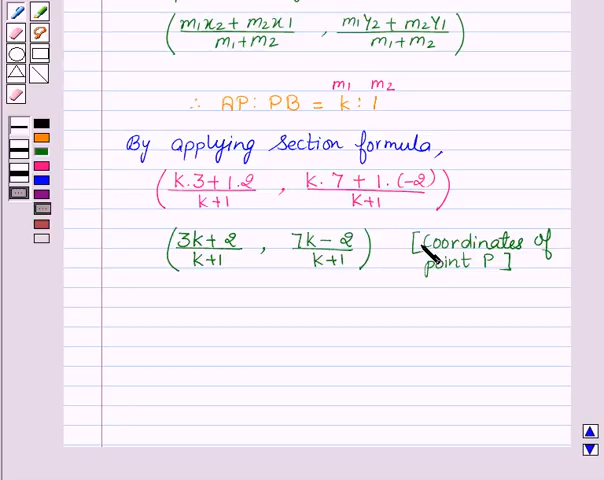 ( m1x2 + m2x1 / m1+m2 , m1y2 + m2y1 / m1+m2 )
m1 m2
∴ AP : PB = k : 1
By applying section formula,
( k.3+1.2 / k+1 , k.7+1.(-2) / k+1 )
( 3k+2 / k+1 , 7k-2 / k+1 ) [coordinates of
point P]